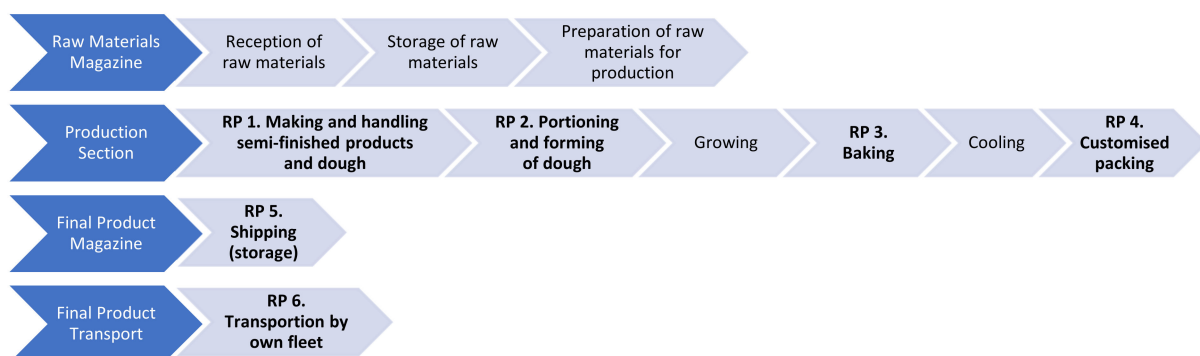 Raw Materials
Magazine
Reception of
raw materials
Storage of raw
materials
Preparation of raw
materials for
production
Production
Section
RP 1. Making and handling
semi-finished products
and dough
RP 2. Portioning
and forming
of dough
Growing
RP 3.
Baking
Cooling
RP 4.
Customised
packing
Final Product
Magazine
RP 5.
Shipping
(storage)
Final Product
Transport
RP 6.
Transportion by
own fleet